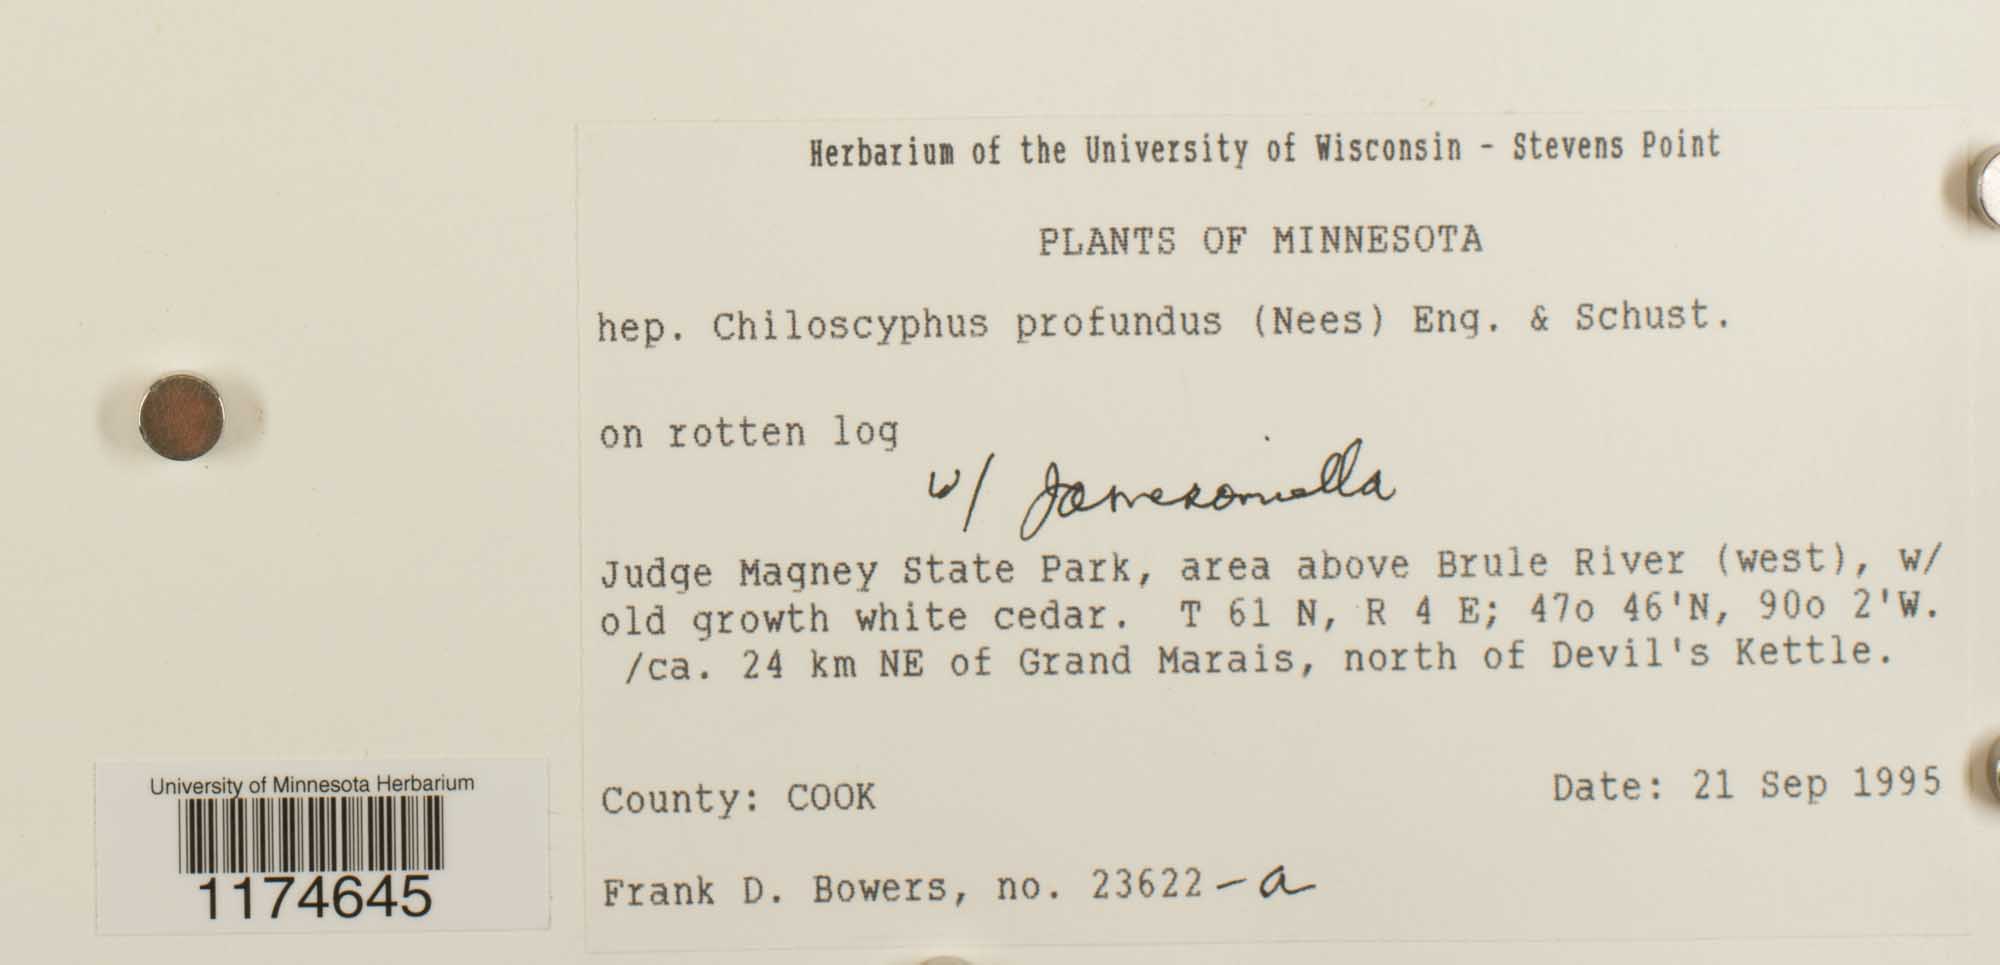 Herbarium of the University of Wisconsin - Stevens Point
PLANTS OF MINNESOTA
hep. Chiloscyphus profundus (Nees) Eng. & Schust.
on rotten log
w/ Jamesoniella
Judge Magney State Park, area above Brule River (west), w/
old growth white cedar. T 61 N, R 4 E; 47o 46'N, 90o 2'W.
/ca. 24 km NE of Grand Marais, north of Devil's Kettle.
County: COOK
Date: 21 Sep 1995
Frank D. Bowers, no. 23622-a
University of Minnesota Herbarium
1174645